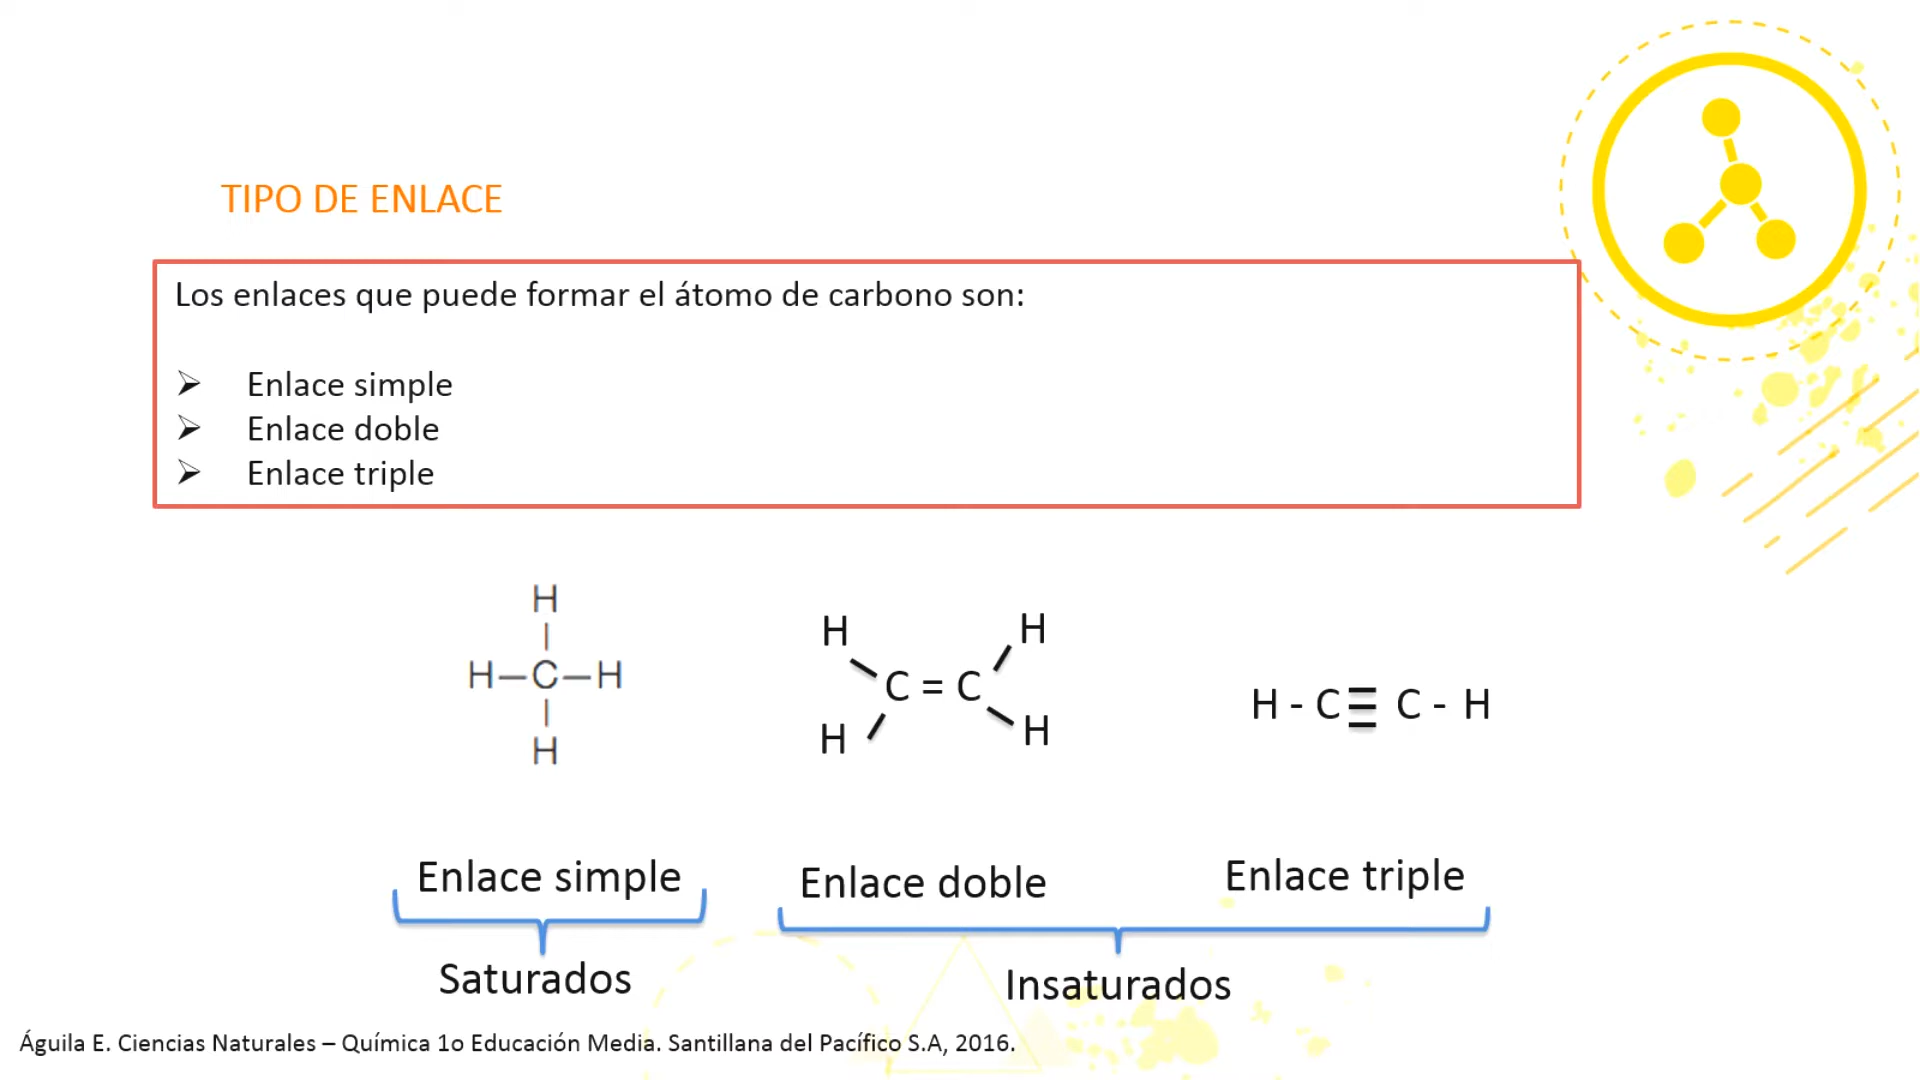 TIPO DE ENLACE
Los enlaces que puede formar el átomo de carbono son:
➢ Enlace simple
➢ Enlace doble
➢ Enlace triple
H
|
H—C—H
|
H
H H
C = C
H H
H - C ≡ C - H
Enlace simple
Enlace doble
Enlace triple
Saturados
Insaturados
Águila E. Ciencias Naturales – Química 1o Educación Media. Santillana del Pacífico S.A, 2016.